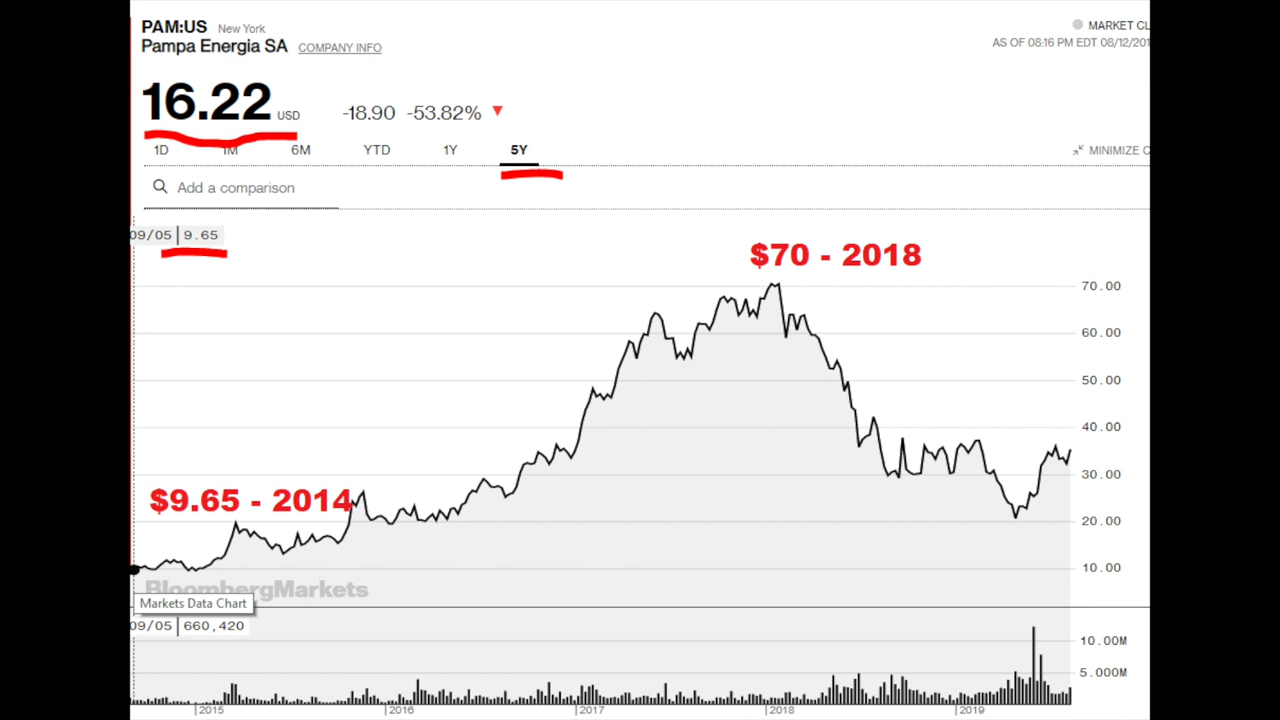 PAM:US New York
MARKET CL
Pampa Energia SA COMPANY INFO
AS OF 08:16 PM EDT 08/12/201
16.22 USD -18.90 -53.82%
1D 1M 6M YTD 1Y 5Y
MINIMIZE C
Add a comparison
09/05 9.65
$70 - 2018
70.00
60.00
50.00
40.00
30.00
$9.65 - 2014
20.00
10.00
BloombergMarkets
Markets Data Chart
09/05 660,420
10.00M
5.000M
2015 2016 2017 2018 2019